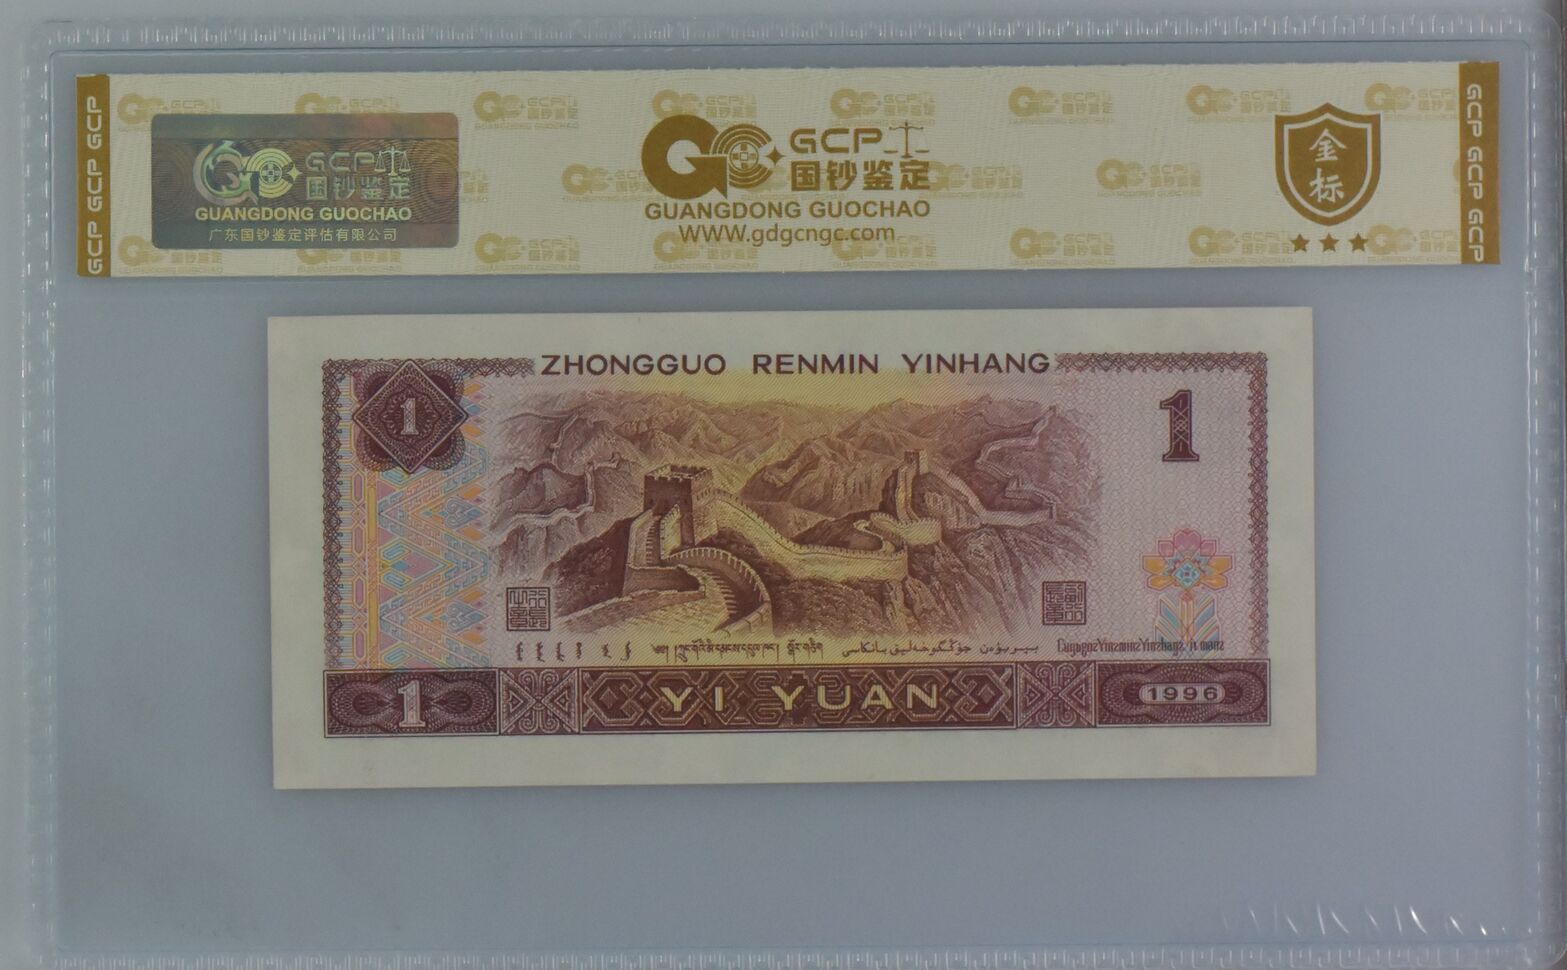 GCP GCP GCP
GCP
国钞鉴定
GUANGDONG GUOCHAO
广东国钞鉴定评估有限公司
GCP
国钞鉴定
GUANGDONG GUOCHAO
WWW.gdgcngc.com
金标
GCP GCP GCP
ZHONGGUO RENMIN YINHANG
1
1
1
YI YUAN
1996